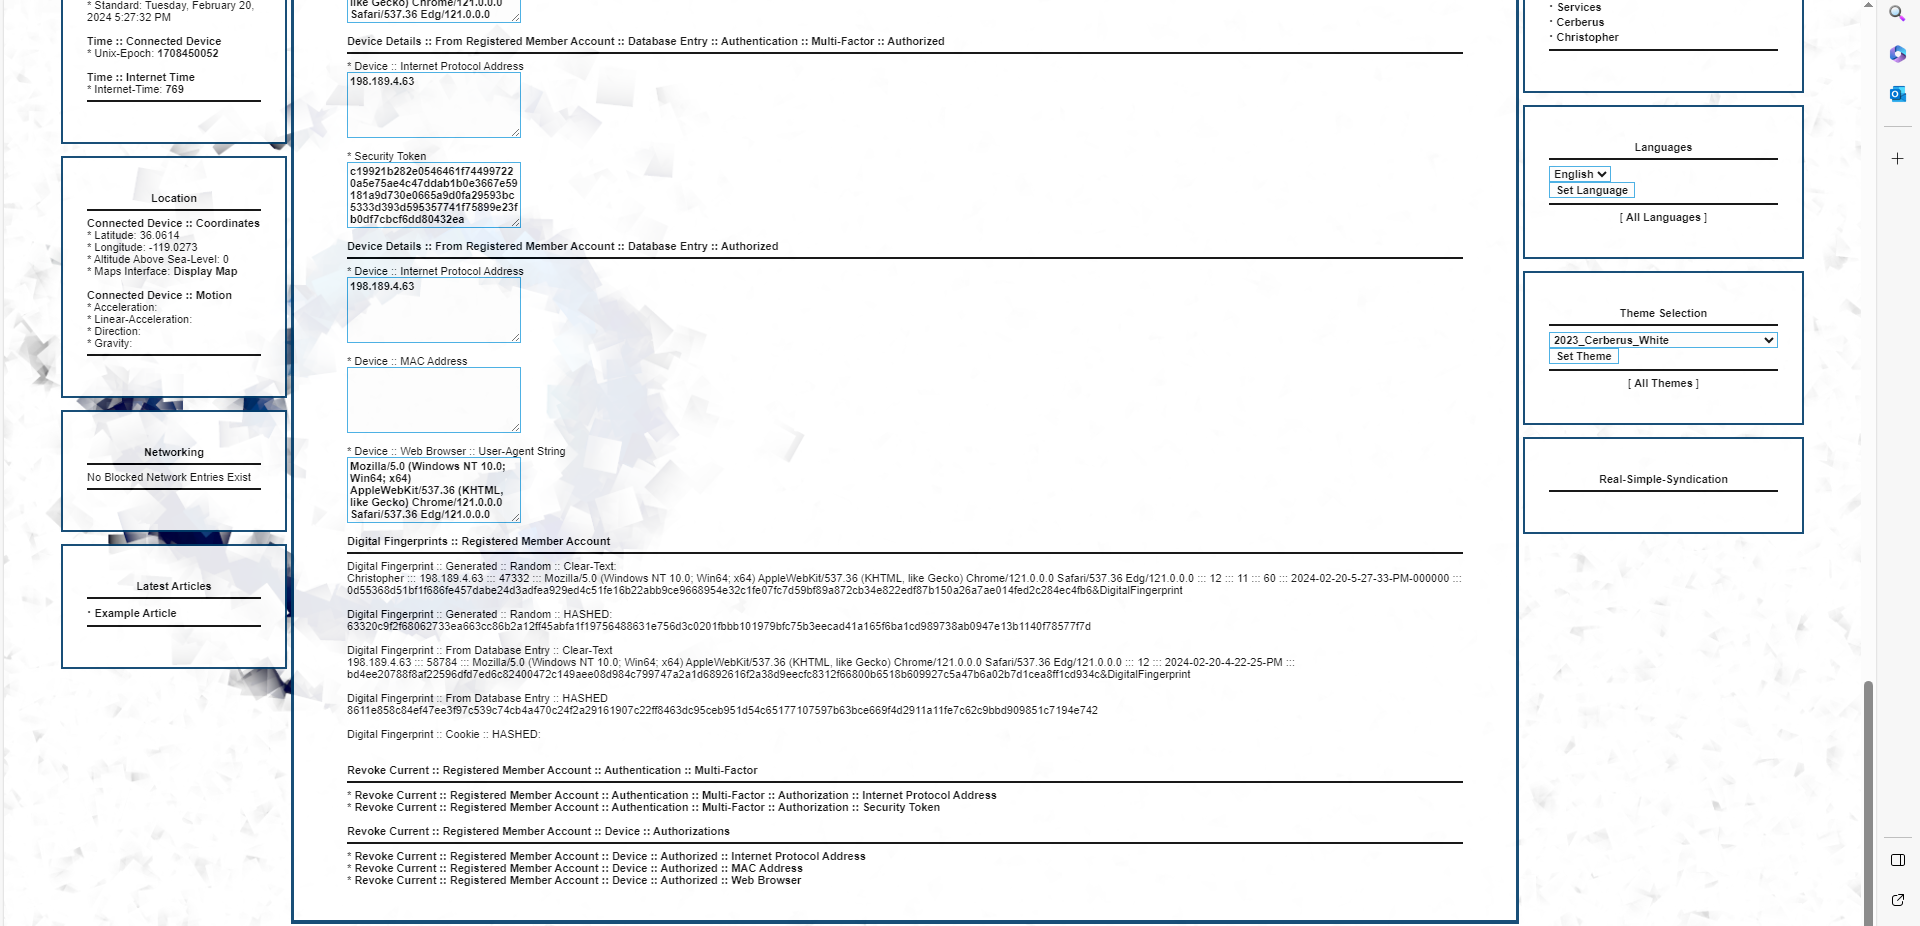 * Standard: Tuesday, February 20,
2024 5:27:32 PM
Time :: Connected Device
* Unix-Epoch: 1708450052
Time :: Internet Time
* Internet-Time: 769
Location
Connected Device :: Coordinates
* Latitude: 36.0614
* Longitude: -119.0273
* Altitude Above Sea-Level: 0
* Maps Interface: Display Map
Connected Device :: Motion
* Acceleration:
* Linear-Acceleration:
* Direction:
* Gravity:
Networking
No Blocked Network Entries Exist
Latest Articles
· Example Article
like Gecko) Chrome/121.0.0.0
Safari/537.36 Edg/121.0.0.0
Device Details :: From Registered Member Account :: Database Entry :: Authentication :: Multi-Factor :: Authorized
* Device :: Internet Protocol Address
198.189.4.63
* Security Token
c19921b282e0546461f74499722
0a5e75ae4c47ddab1b0e3667e59
181a9d730e0665a9d0fa29593bc
5333d393d595357741f75899e23f
b0df7cbcf6dd80432ea
Device Details :: From Registered Member Account :: Database Entry :: Authorized
* Device :: Internet Protocol Address
198.189.4.63
* Device :: MAC Address
* Device :: Web Browser :: User-Agent String
Mozilla/5.0 (Windows NT 10.0;
Win64; x64)
AppleWebKit/537.36 (KHTML,
like Gecko) Chrome/121.0.0.0
Safari/537.36 Edg/121.0.0.0
Digital Fingerprints :: Registered Member Account
Digital Fingerprint :: Generated :: Random :: Clear-Text:
Christopher ::: 198.189.4.63 ::: 47332 ::: Mozilla/5.0 (Windows NT 10.0; Win64; x64) AppleWebKit/537.36 (KHTML, like Gecko) Chrome/121.0.0.0 Safari/537.36 Edg/121.0.0.0 ::: 12 ::: 11 ::: 60 ::: 2024-02-20-5-27-33-PM-000000 :::
0d55368d51bf1f686fe457dabe24d3adfea929ed4c51fe16b22abb9ce9668954e32c1fe07fc7d59bf89a872cb34e822edf87b150a26a7ae014fed2c284ec4fb6&DigitalFingerprint
Digital Fingerprint :: Generated :: Random :: HASHED:
63320c9f2f68062733ea663cc86b2a12ff45abfa1f19756488631e756d3c0201fbbb101979bfc75b3eecad41a165f6ba1cd989738ab0947e13b1140f78577f7d
Digital Fingerprint :: From Database Entry :: Clear-Text
198.189.4.63 ::: 58784 ::: Mozilla/5.0 (Windows NT 10.0; Win64; x64) AppleWebKit/537.36 (KHTML, like Gecko) Chrome/121.0.0.0 Safari/537.36 Edg/121.0.0.0 ::: 12 ::: 2024-02-20-4-22-25-PM :::
bd4ee20788f8af22596dfd7ed6c82400472c149aee08d984c799747a2a1d6892616f2a38d9eecfc8312f66800b6518b609927c5a47b6a02b7d1cea8ff1cd934c&DigitalFingerprint
Digital Fingerprint :: From Database Entry :: HASHED
8611e858c84ef47ee3f97c539c74cb4a470c24f2a29161907c22ff8463dc95ceb951d54c65177107597b63bce669f4d2911a11fe7c62c9bbd909851c7194e742
Digital Fingerprint :: Cookie :: HASHED:
Revoke Current :: Registered Member Account :: Authentication :: Multi-Factor
* Revoke Current :: Registered Member Account :: Authentication :: Multi-Factor :: Authorization :: Internet Protocol Address
* Revoke Current :: Registered Member Account :: Authentication :: Multi-Factor :: Authorization :: Security Token
Revoke Current :: Registered Member Account :: Device :: Authorizations
* Revoke Current :: Registered Member Account :: Device :: Authorized :: Internet Protocol Address
* Revoke Current :: Registered Member Account :: Device :: Authorized :: MAC Address
* Revoke Current :: Registered Member Account :: Device :: Authorized :: Web Browser
· Services
· Cerberus
· Christopher
Languages
English
Set Language
[ All Languages ]
Theme Selection
2023_Cerberus_White
Set Theme
[ All Themes ]
Real-Simple-Syndication